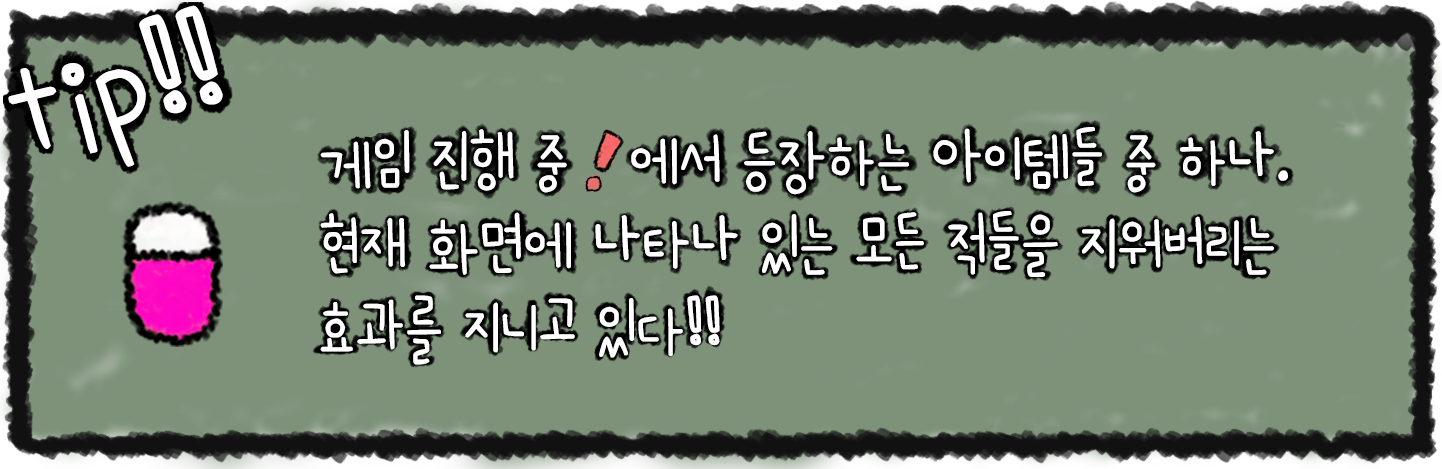 tip!!
게임 진행 중 !에서 등장하는 아이템들 중 하나.
현재 화면에 나타나 있는 모든 적들을 지워버리는
효과를 지니고 있다!!